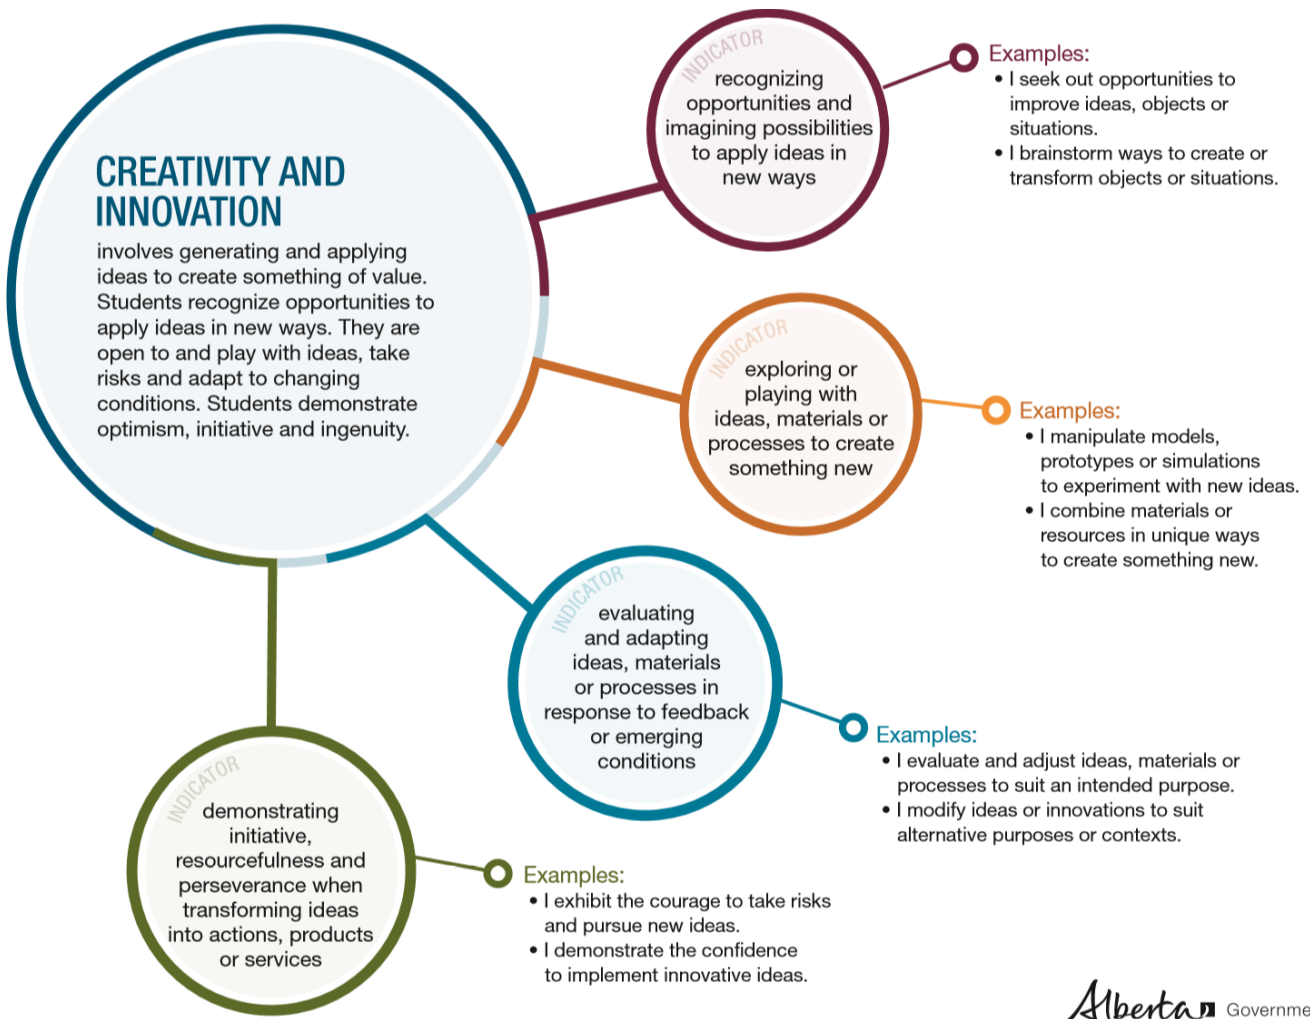 CREATIVITY AND
INNOVATION
involves generating and applying
ideas to create something of value.
Students recognize opportunities to
apply ideas in new ways. They are
open to and play with ideas, take
risks and adapt to changing
conditions. Students demonstrate
optimism, initiative and ingenuity.
INDICATOR
recognizing
opportunities and
imagining possibilities
to apply ideas in
new ways
Examples:
• I seek out opportunities to
improve ideas, objects or
situations.
• I brainstorm ways to create or
transform objects or situations.
INDICATOR
exploring or
playing with
ideas, materials or
processes to create
something new
Examples:
• I manipulate models,
prototypes or simulations
to experiment with new ideas.
• I combine materials or
resources in unique ways
to create something new.
INDICATOR
evaluating
and adapting
ideas, materials
or processes in
response to feedback
or emerging
conditions
Examples:
• I evaluate and adjust ideas, materials or
processes to suit an intended purpose.
• I modify ideas or innovations to suit
alternative purposes or contexts.
INDICATOR
demonstrating
initiative,
resourcefulness and
perseverance when
transforming ideas
into actions, products
or services
Examples:
• I exhibit the courage to take risks
and pursue new ideas.
• I demonstrate the confidence
to implement innovative ideas.
Alberta Governme